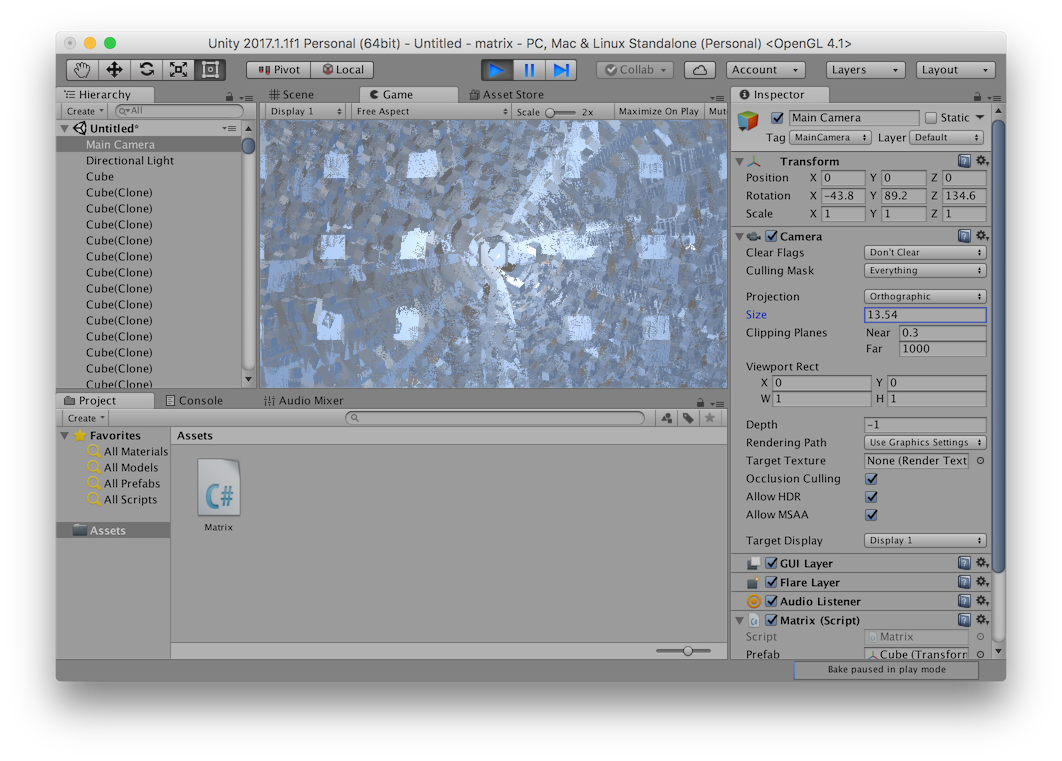 Unity 2017.1.1f1 Personal (64bit) - Untitled - matrix - PC, Mac & Linux Standalone (Personal) <OpenGL 4.1>
Pivot Local Collab Account Layers Layout
Hierarchy
Create All
Untitled*
Main Camera
Directional Light
Cube
Cube(Clone)
Cube(Clone)
Cube(Clone)
Cube(Clone)
Cube(Clone)
Cube(Clone)
Cube(Clone)
Cube(Clone)
Cube(Clone)
Cube(Clone)
Cube(Clone)
Cube(Clone)
Cube(Clone)
Scene Game Asset Store
Display 1 Free Aspect Scale 2x Maximize On Play Mut
Project Console Audio Mixer
Create
Favorites
All Materials
All Models
All Prefabs
All Scripts
Assets
Assets
C#
Matrix
Inspector
Main Camera Static
Tag MainCamera Layer Default
Transform
Position X 0 Y 0 Z 0
Rotation X -43.8 Y 89.2 Z 134.6
Scale X 1 Y 1 Z 1
Camera
Clear Flags Don't Clear
Culling Mask Everything
Projection Orthographic
Size 13.54
Clipping Planes Near 0.3
Far 1000
Viewport Rect
X 0 Y 0
W 1 H 1
Depth -1
Rendering Path Use Graphics Settings
Target Texture None (Render Text
Occlusion Culling
Allow HDR
Allow MSAA
Target Display Display 1
GUI Layer
Flare Layer
Audio Listener
Matrix (Script)
Script Matrix
Prefab Cube (Transforn
Bake paused in play mode